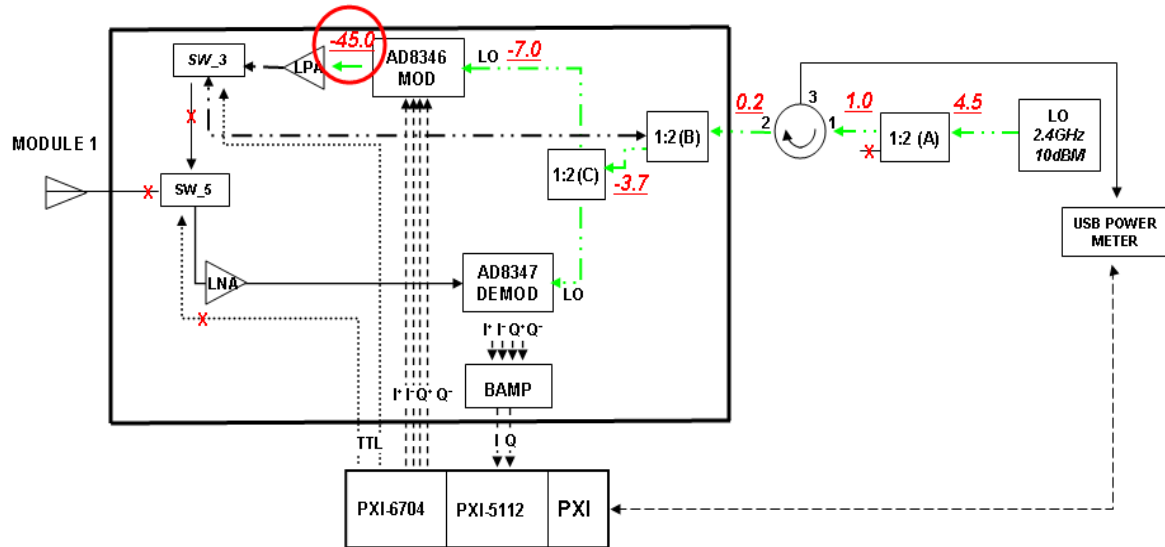 MODULE 1
SW_3
LPA
-45.0
AD8346
MOD
LO
-7.0
1:2(B)
0.2
2
3
1
1.0
1:2 (A)
4.5
LO
2.4GHz
10dBM
x
x
SW_5
1:2(C)
-3.7
x
USB POWER
METER
LNA
AD8347
DEMOD
LO
x
I+ I- Q+ Q-
I+ I- Q+ Q-
BAMP
TTL
I Q
PXI-6704
PXI-5112
PXI